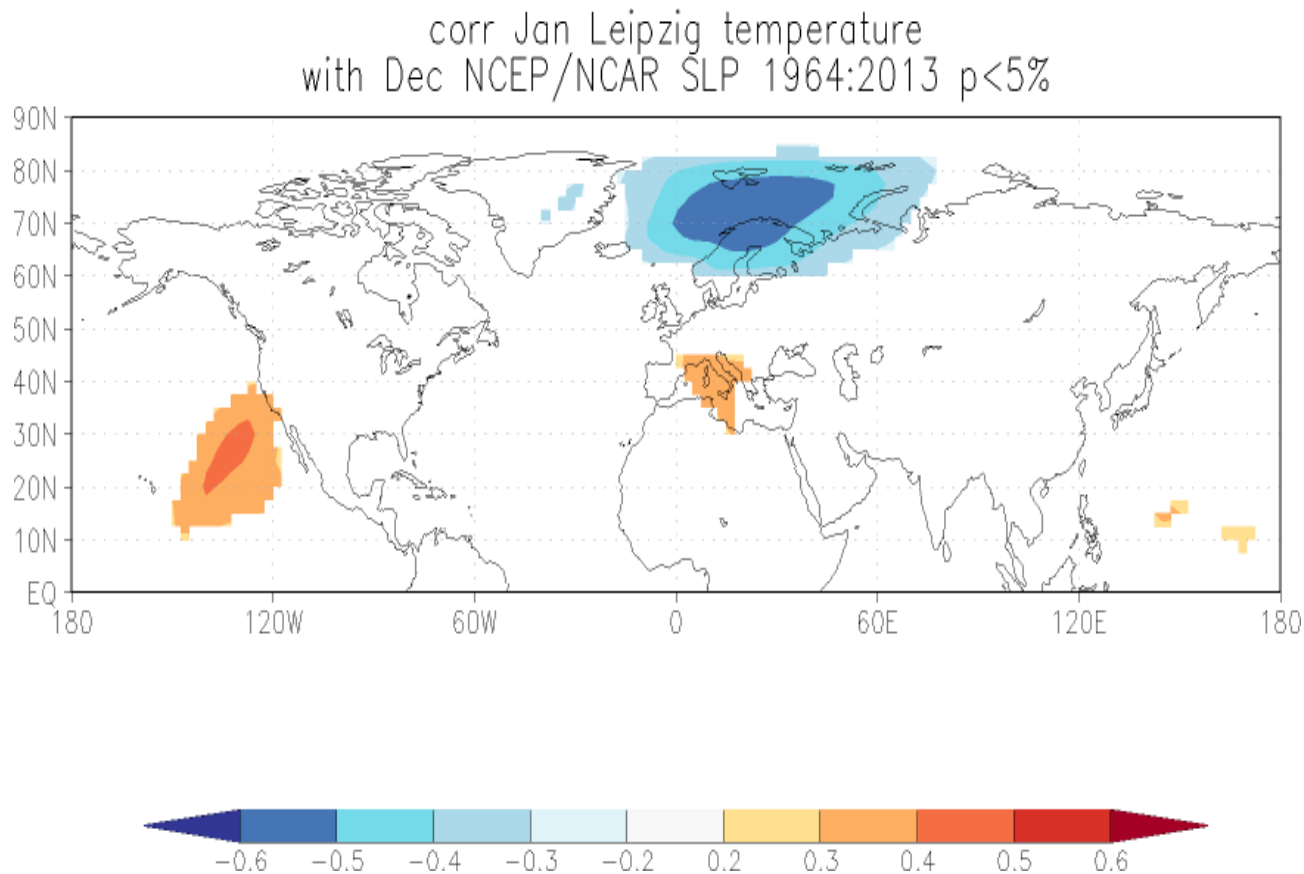 corr Jan Leipzig temperature
with Dec NCEP/NCAR SLP 1964:2013 p<5%
90N
80N
70N
60N
50N
40N
30N
20N
10N
EQ
180 120W 60W 0 60E 120E 180
-0.6 -0.5 -0.4 -0.3 -0.2 0.2 0.3 0.4 0.5 0.6